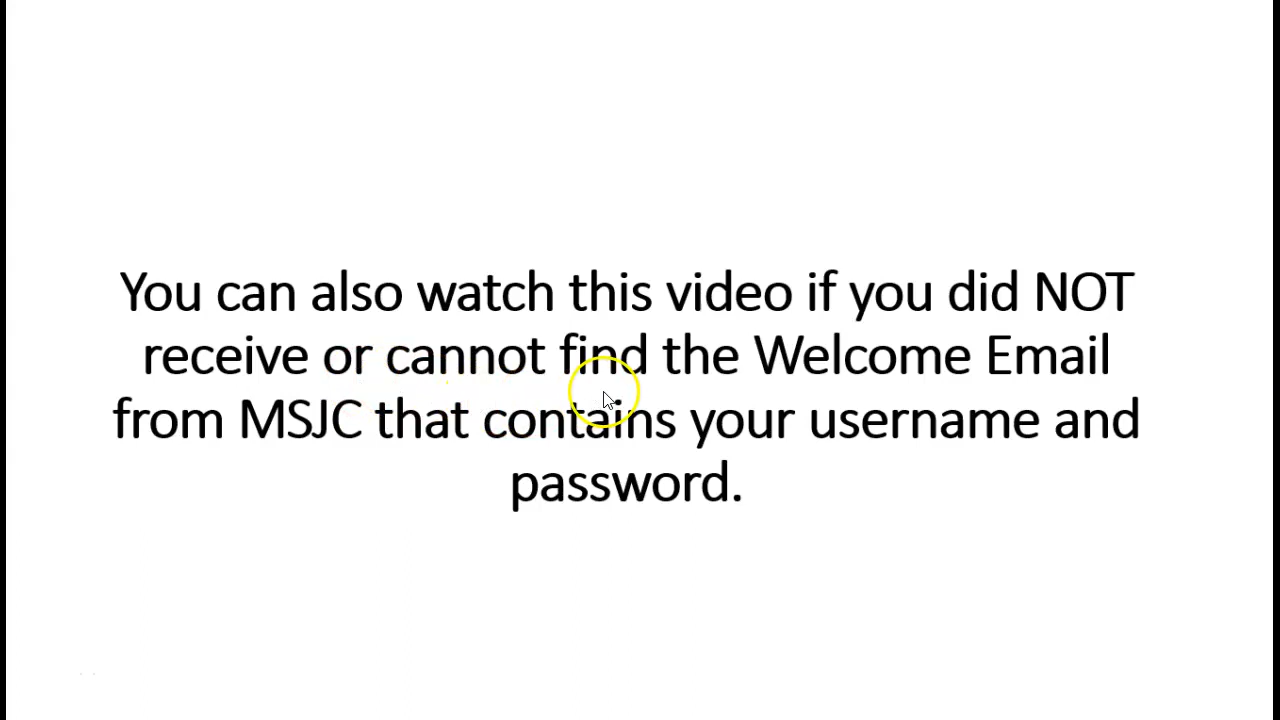 You can also watch this video if you did NOT
receive or cannot find the Welcome Email
from MSJC that contains your username and
password.